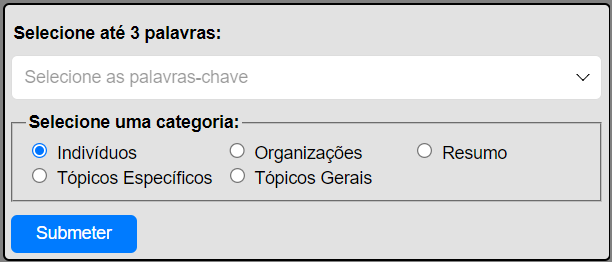 Selecione até 3 palavras:
Selecione as palavras-chave
Selecione uma categoria:
Indivíduos Organizações Resumo
Tópicos Específicos Tópicos Gerais
Submeter